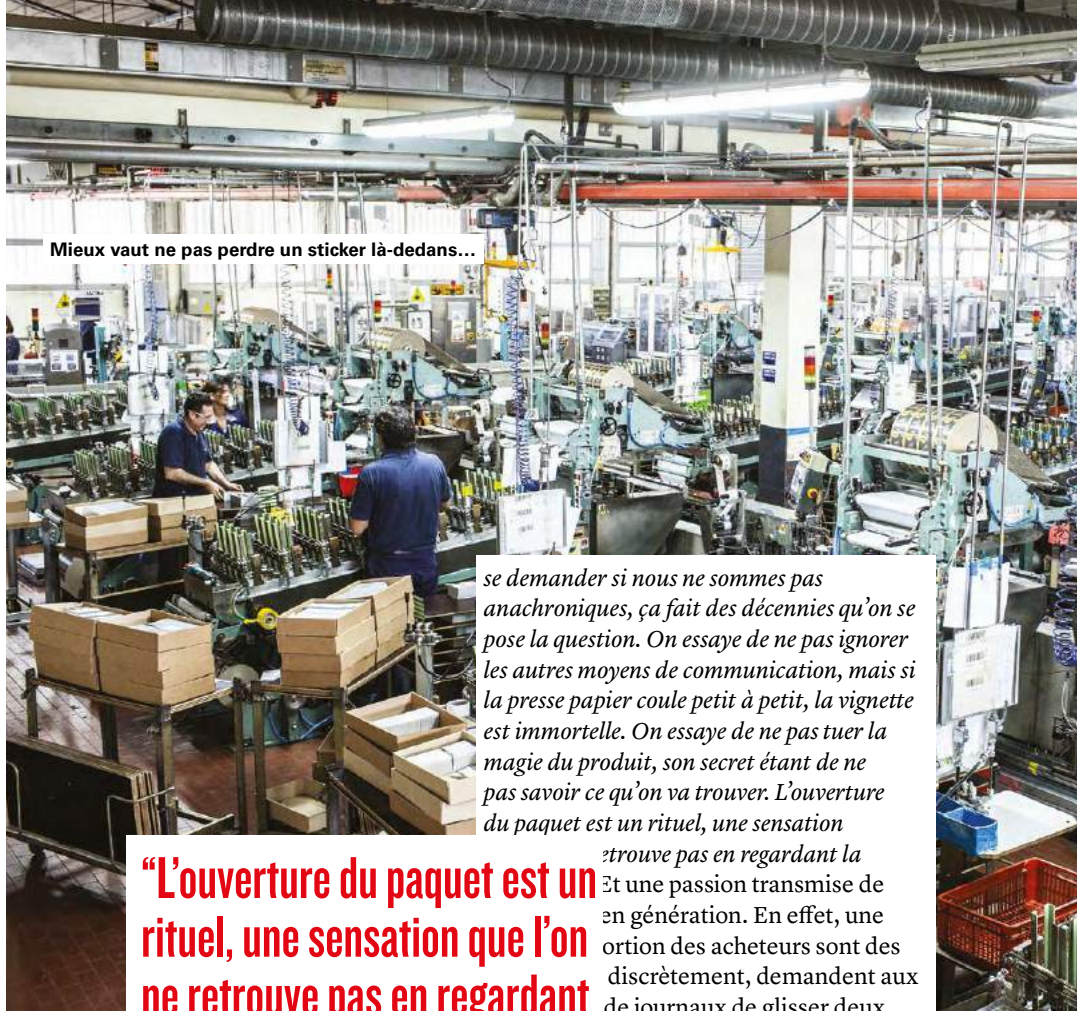 Mieux vaut ne pas perdre un sticker là-dedans…
se demander si nous ne sommes pas
anachroniques, ça fait des décennies qu'on se
pose la question. On essaye de ne pas ignorer
les autres moyens de communication, mais si
la presse papier coule petit à petit, la vignette
est immortelle. On essaye de ne pas tuer la
magie du produit, son secret étant de ne
pas savoir ce qu'on va trouver. L'ouverture
du paquet est un rituel, une sensation
etrouve pas en regardant la
Et une passion transmise de
en génération. En effet, une
ortion des acheteurs sont des
discrètement, demandent aux
de journaux de glisser deux
“L'ouverture du paquet est un
rituel, une sensation que l'on
ne retrouve pas en regardant